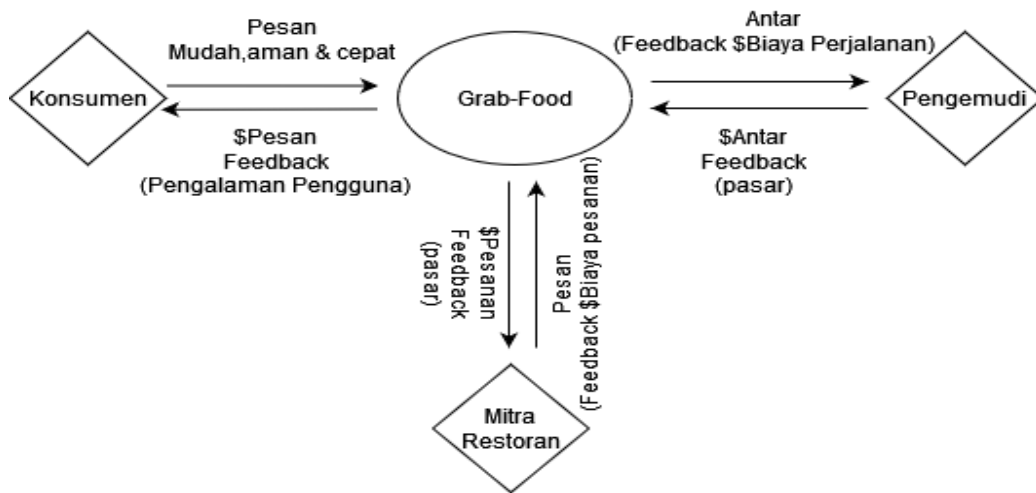 Pesan
Mudah,aman & cepat
Konsumen
$Pesan
Feedback
(Pengalaman Pengguna)
Grab-Food
Antar
(Feedback $Biaya Perjalanan)
Pengemudi
$Antar
Feedback
(pasar)
$Pesanan
Feedback
(pasar)
Pesan
(Feedback $Biaya pesanan)
Mitra
Restoran